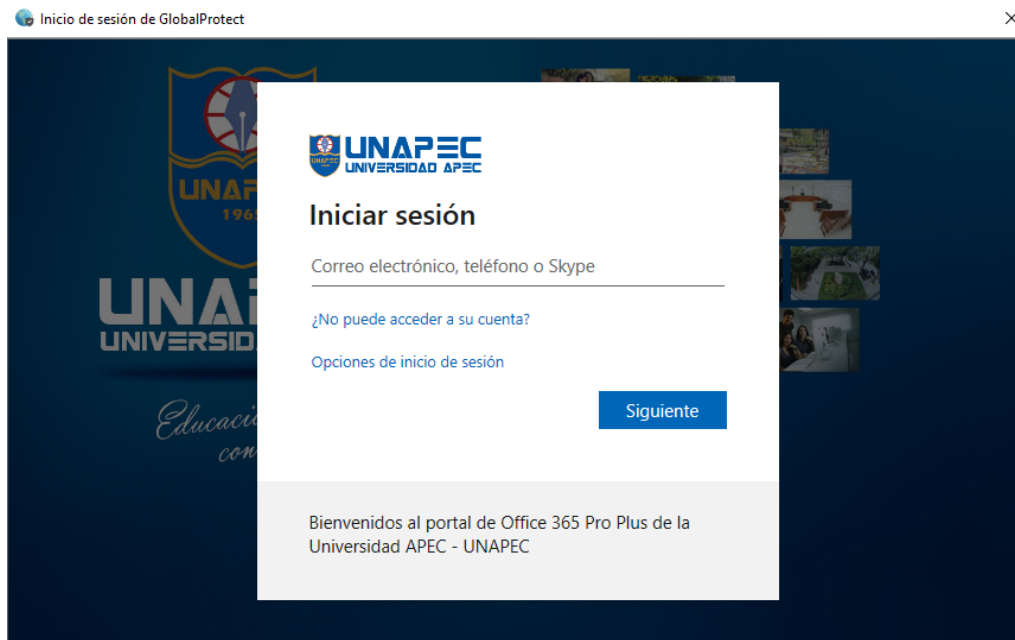 Inicio de sesión de GlobalProtect
UNAPEC
UNIVERSIDAD APEC
Iniciar sesión
Correo electrónico, teléfono o Skype
¿No puede acceder a su cuenta?
Opciones de inicio de sesión
Siguiente
Bienvenidos al portal de Office 365 Pro Plus de la
Universidad APEC - UNAPEC